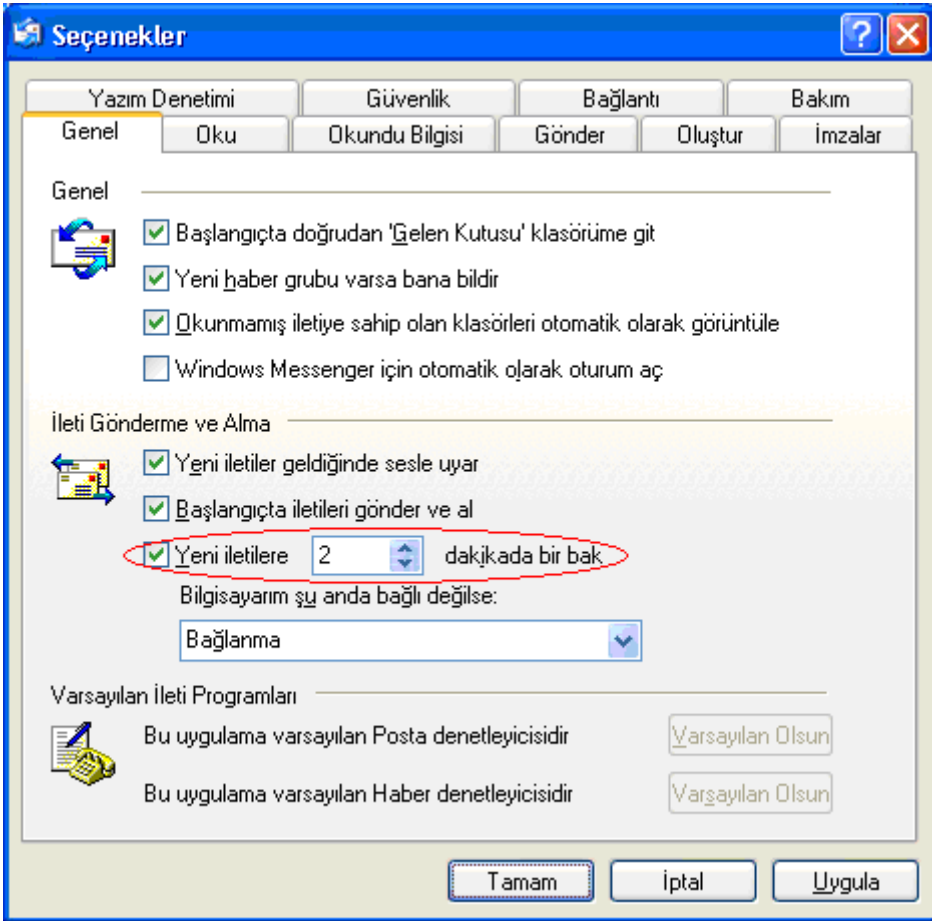 Seçenekler
Yazım Denetimi Güvenlik Bağlantı Bakım
Genel Oku Okundu Bilgisi Gönder Oluştur İmzalar
Genel
Başlangıçta doğrudan 'Gelen Kutusu' klasörüme git
Yeni haber grubu varsa bana bildir
Okunmamış iletiye sahip olan klasörleri otomatik olarak görüntüle
Windows Messenger için otomatik olarak oturum aç
İleti Gönderme ve Alma
Yeni iletiler geldiğinde sesle uyar
Başlangıçta iletileri gönder ve al
Yeni iletilere 2 dakikada bir bak
Bilgisayarım şu anda bağlı değilse:
Bağlanma
Varsayılan İleti Programları
Bu uygulama varsayılan Posta denetleyicisidir Varsayılan Olsun
Bu uygulama varsayılan Haber denetleyicisidir Varsayılan Olsun
Tamam İptal Uygula